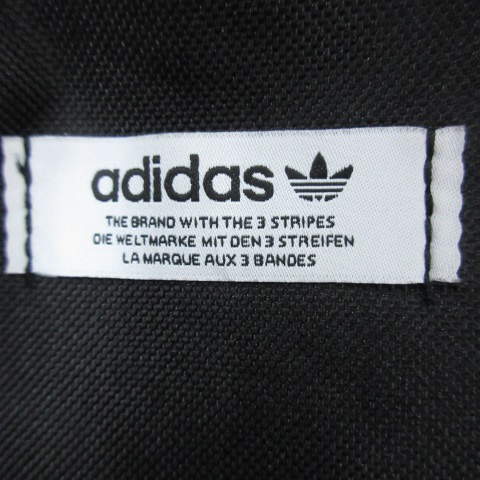 adidas
THE BRAND WITH THE 3 STRIPES
DIE WELTMARKE MIT DEN 3 STREIFEN
LA MARQUE AUX 3 BANDES